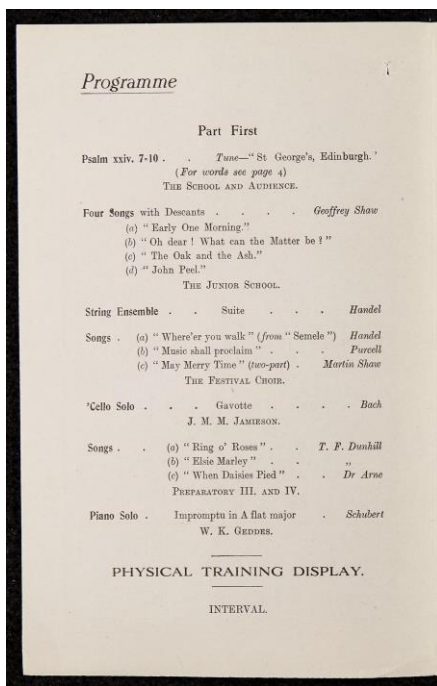 Programme
Part First
Psalm xxiv. 7-10 . . Tune—" St George's, Edinburgh.'
(For words see page 4)
THE SCHOOL AND AUDIENCE.
Four Songs with Descants . . . . Geoffrey Shaw
(a) " Early One Morning."
(b) " Oh dear ! What can the Matter be ? "
(c) " The Oak and the Ash."
(d) " John Peel."
THE JUNIOR SCHOOL.
String Ensemble . . Suite . . . Handel
Songs . (a) " Where'er you walk " (from " Semele ") Handel
(b) " Music shall proclaim " . . . Purcell
(c) " May Merry Time " (two-part) . Martin Shaw
THE FESTIVAL CHOIR.
'Cello Solo . . . Gavotte . . . . Bach
J. M. M. JAMIESON.
Songs . . (a) " Ring o' Roses " . . T. F. Dunhill
(b) " Elsie Marley " . . ,,
(c) " When Daisies Pied " . . Dr Arne
PREPARATORY III. AND IV.
Piano Solo . Impromptu in A flat major . Schubert
W. K. GEDDES.
PHYSICAL TRAINING DISPLAY.
INTERVAL.